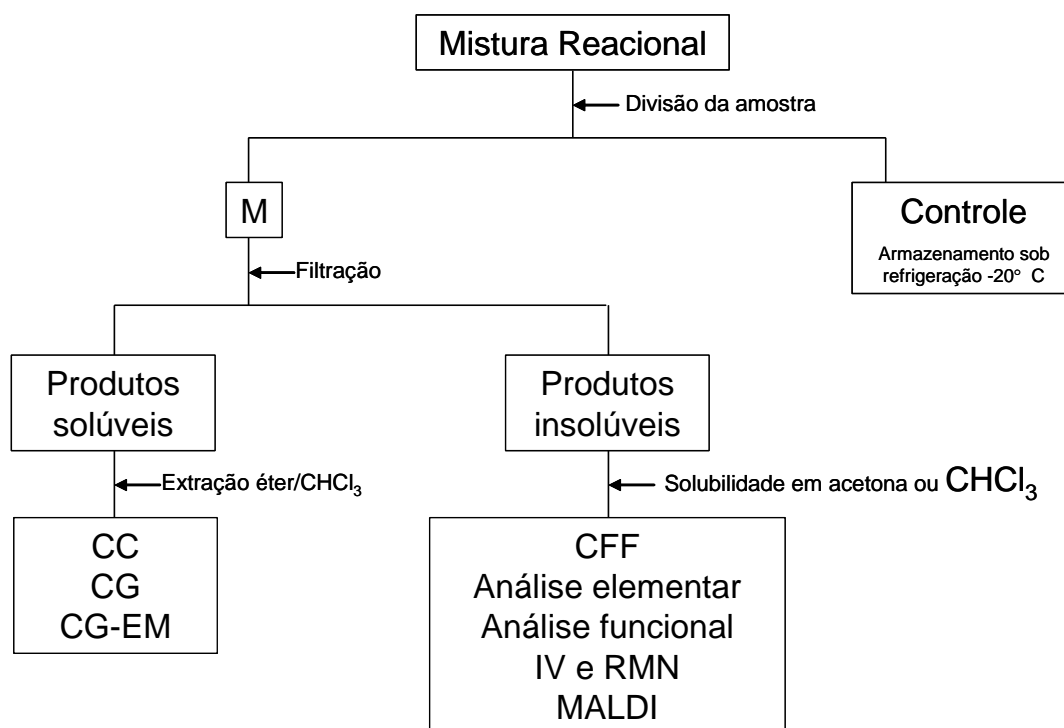 Mistura Reacional
Divisão da amostra
M
Controle
Armazenamento sob
refrigeração -20° C
Filtração
Produtos
solúveis
Produtos
insolúveis
Extração éter/CHCl₃
Solubilidade em acetona ou CHCl₃
CC
CG
CG-EM
CFF
Análise elementar
Análise funcional
IV e RMN
MALDI